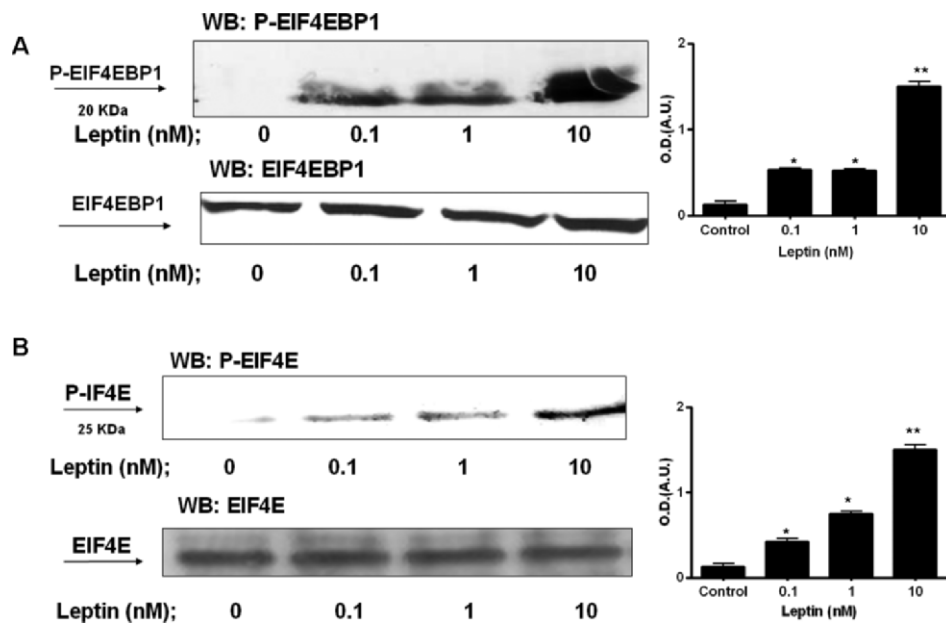 A
WB: P-EIF4EBP1
P-EIF4EBP1
20 KDa
Leptin (nM); 0 0.1 1 10
WB: EIF4EBP1
EIF4EBP1
Leptin (nM); 0 0.1 1 10
2
1
0
O.D.(A.U.)
* * **
Control 0.1 1 10
Leptin (nM)
B
WB: P-EIF4E
P-IF4E
25 KDa
Leptin (nM); 0 0.1 1 10
WB: EIF4E
EIF4E
Leptin (nM); 0 0.1 1 10
2
1
0
O.D.(A.U.)
* * **
Control 0.1 1 10
Leptin (nM)